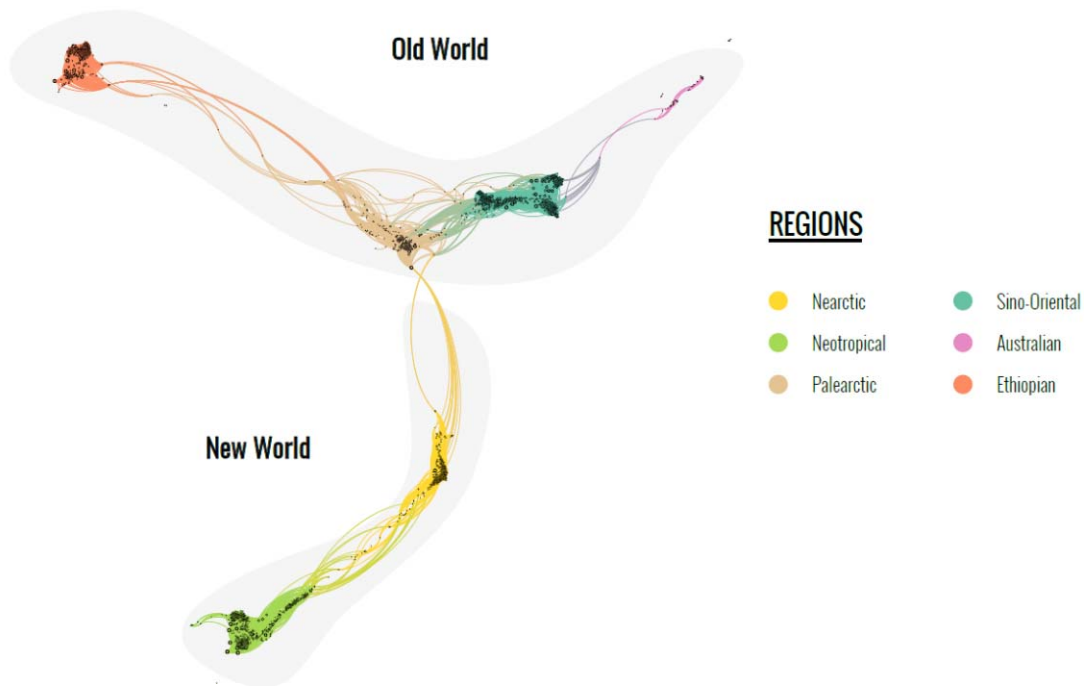 Old World
New World
REGIONS
Nearctic
Sino-Oriental
Neotropical
Australian
Palearctic
Ethiopian